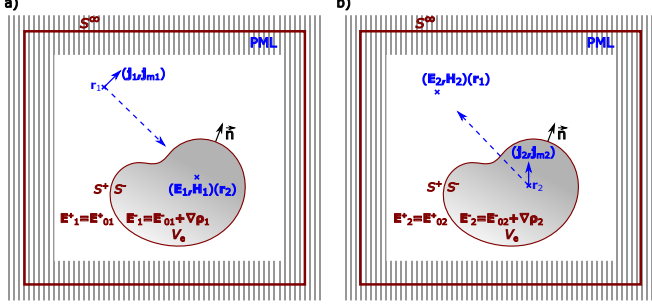 a)
S∞
PML
(j₁,jₘ₁)
r₁
n⃗
S⁺ S⁻
(E₁,H₁)(r₂)
E⁺₁=E⁺₀₁ E⁻₁=E⁻₀₁+∇ρ₁
Vₑ
b)
S∞
PML
(E₂,H₂)(r₁)
n⃗
(j₂,jₘ₂)
S⁺ S⁻
r₂
E⁺₂=E⁺₀₂ E⁻₂=E⁻₀₂+∇ρ₂
Vₑ